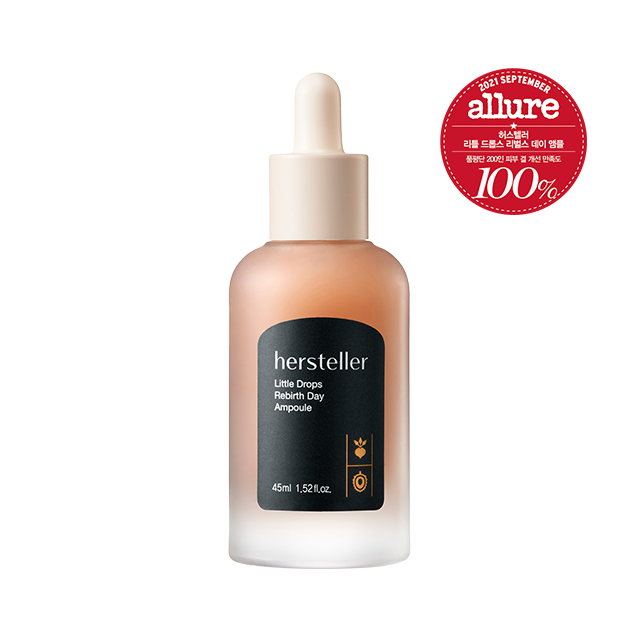 2021 SEPTEMBER
allure
허스텔러
리틀 드롭스 리벌스 데이 앰플
품평단 200인 피부 결 개선 만족도
100%
hersteller
Little Drops
Rebirth Day
Ampoule
45ml 1.52fl.oz.